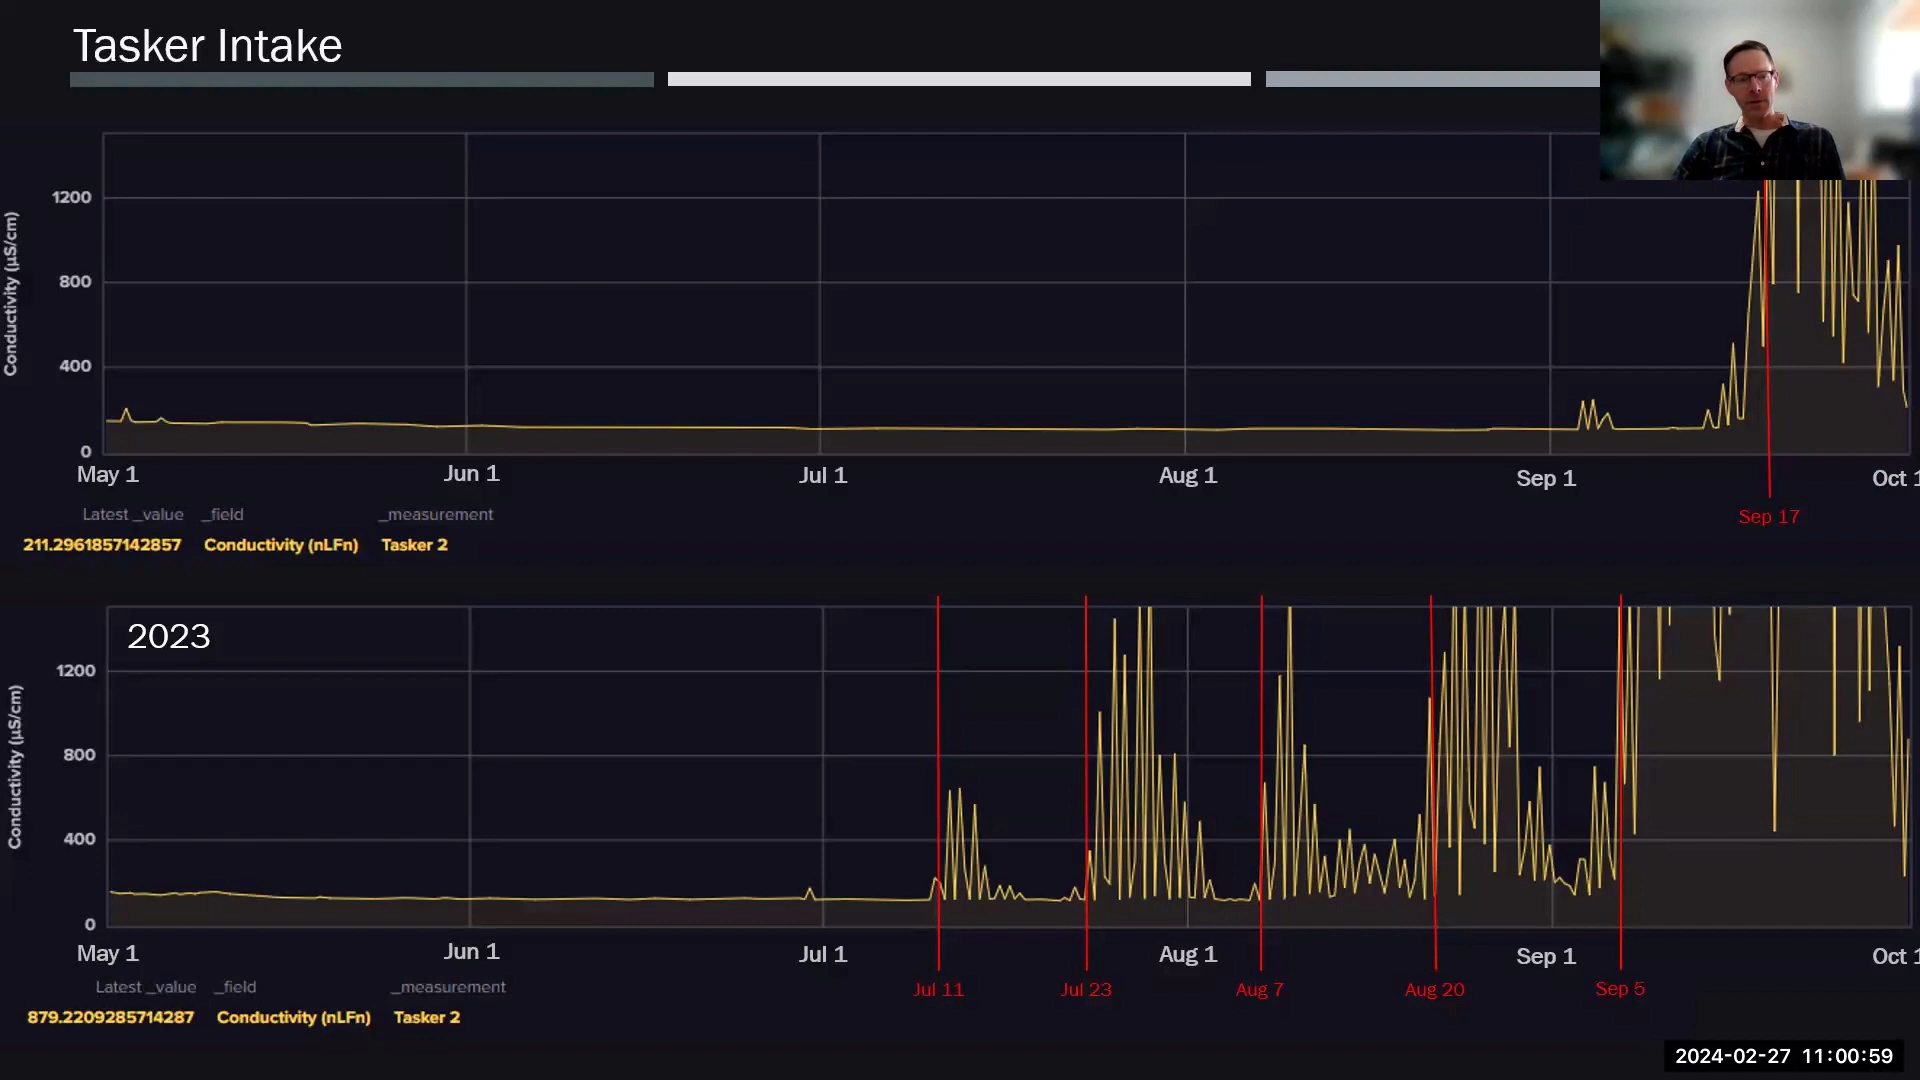 Tasker Intake
1200
800
400
0
Conductivity (µS/cm)
May 1 Jun 1 Jul 1 Aug 1 Sep 1 Oct 1
Sep 17
Latest _value _field _measurement
211.2961857142857 Conductivity (nLFn) Tasker 2
2023
1200
800
400
0
Conductivity (µS/cm)
May 1 Jun 1 Jul 1 Aug 1 Sep 1 Oct 1
Jul 11 Jul 23 Aug 7 Aug 20 Sep 5
Latest _value _field _measurement
879.2209285714287 Conductivity (nLFn) Tasker 2
2024-02-27 11:00:59